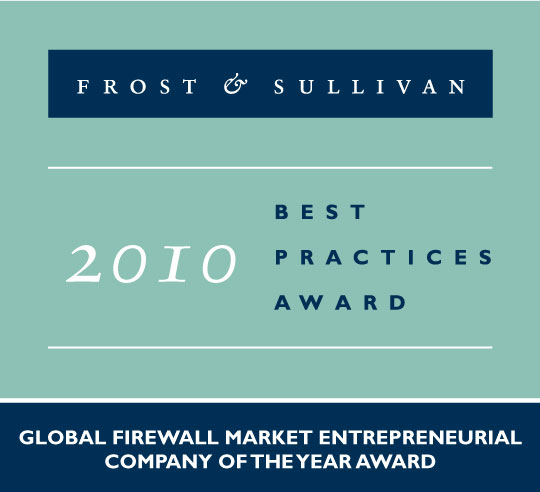 FROST & SULLIVAN
2010
BEST
PRACTICES
AWARD
GLOBAL FIREWALL MARKET ENTREPRENEURIAL
COMPANY OF THE YEAR AWARD